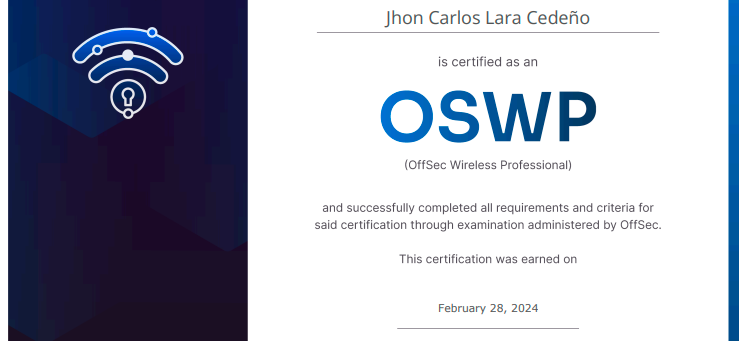 Jhon Carlos Lara Cedeño
is certified as an
OSWP
(OffSec Wireless Professional)
and successfully completed all requirements and criteria for
said certification through examination administered by OffSec.
This certification was earned on
February 28, 2024